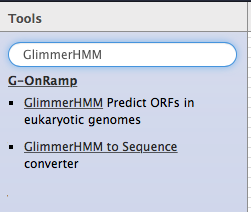 Tools
GlimmerHMM
G-OnRamp
GlimmerHMM Predict ORFs in
eukaryotic genomes
GlimmerHMM to Sequence
converter